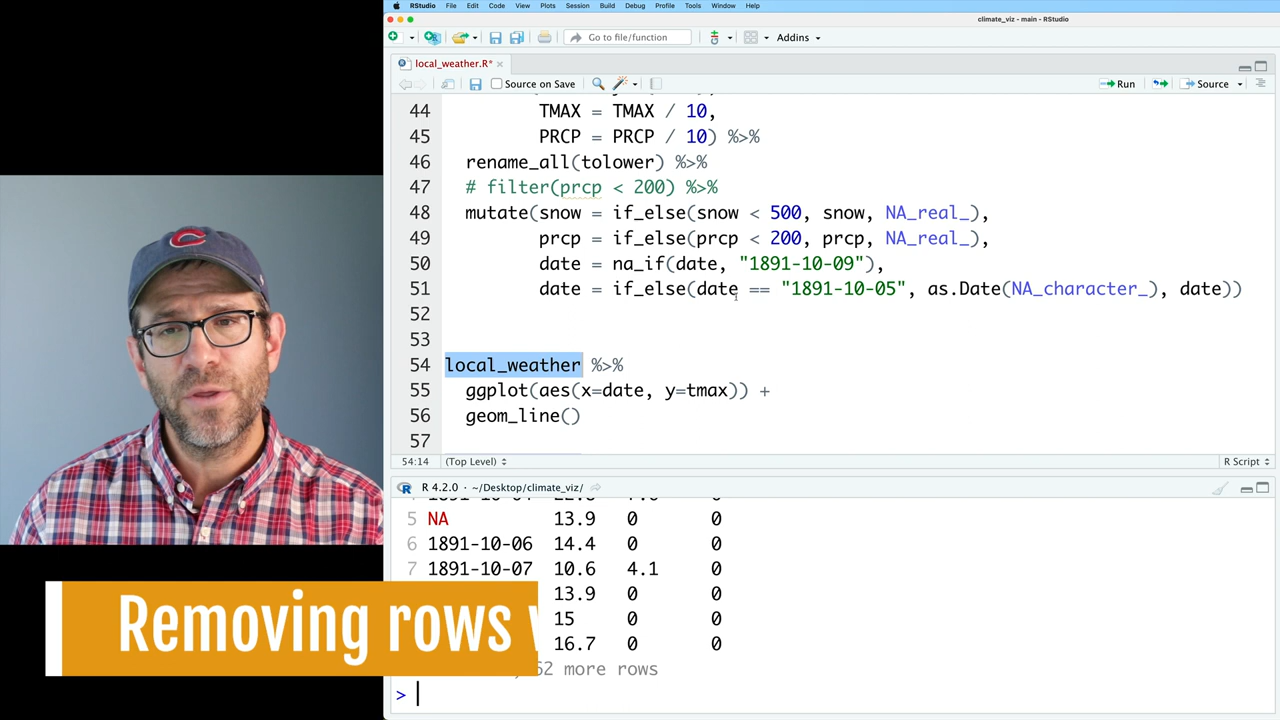 RStudio File Edit Code View Plots Session Build Debug Profile Tools Window Help
climate_viz - main - RStudio
Go to file/function Addins
local_weather.R*
Source on Save Run Source
44 TMAX = TMAX / 10,
45 PRCP = PRCP / 10) %>%
46 rename_all(tolower) %>%
47 # filter(prcp < 200) %>%
48 mutate(snow = if_else(snow < 500, snow, NA_real_),
49 prcp = if_else(prcp < 200, prcp, NA_real_),
50 date = na_if(date, "1891-10-09"),
51 date = if_else(date == "1891-10-05", as.Date(NA_character_), date))
52
53
54 local_weather %>%
55 ggplot(aes(x=date, y=tmax)) +
56 geom_line()
57
54:14 (Top Level) R Script
R 4.2.0 · ~/Desktop/climate_viz/
5 NA 13.9 0 0
6 1891-10-06 14.4 0 0
7 1891-10-07 10.6 4.1 0
13.9 0 0
15 0 0
16.7 0 0
62 more rows
>
Removing rows
C